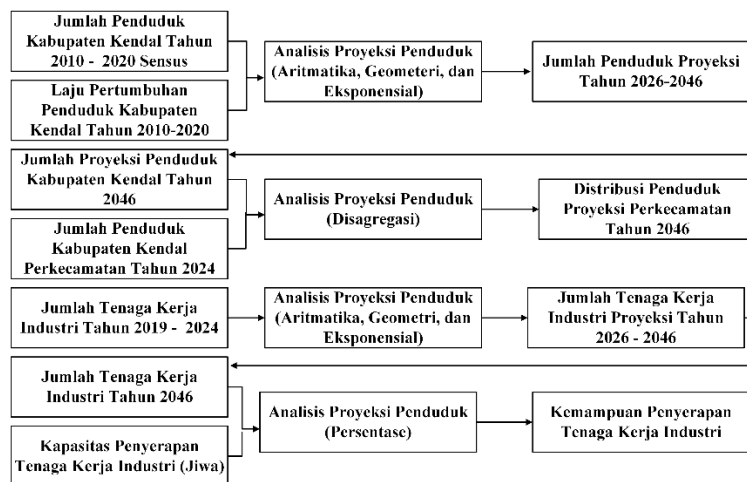 Jumlah Penduduk
Kabupaten Kendal Tahun
2010 - 2020 Sensus
Laju Pertumbuhan
Penduduk Kabupaten
Kendal Tahun 2010-2020
Analisis Proyeksi Penduduk
(Aritmatika, Geometeri, dan
Eksponensial)
Jumlah Penduduk Proyeksi
Tahun 2026-2046
Jumlah Proyeksi Penduduk
Kabupaten Kendal Tahun
2046
Jumlah Penduduk
Kabupaten Kendal
Perkecamatan Tahun 2024
Analisis Proyeksi Penduduk
(Disagregasi)
Distribusi Penduduk
Proyeksi Perkecamatan
Tahun 2046
Jumlah Tenaga Kerja
Industri Tahun 2019 - 2024
Analisis Proyeksi Penduduk
(Aritmatika, Geometri, dan
Eksponensial)
Jumlah Tenaga Kerja
Industri Proyeksi Tahun
2026 - 2046
Jumlah Tenaga Kerja
Industri Tahun 2046
Kapasitas Penyerapan
Tenaga Kerja Industri (Jiwa)
Analisis Proyeksi Penduduk
(Persentase)
Kemampuan Penyerapan
Tenaga Kerja Industri